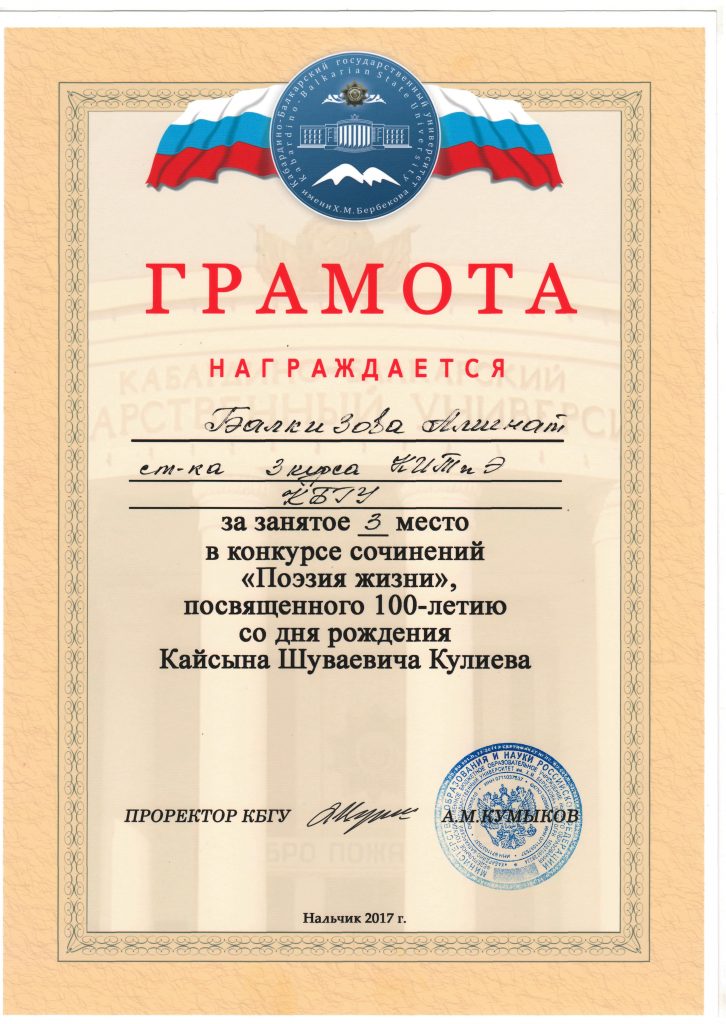 Кабардино-Балкарский государственный университет
имени Х.М.Бербекова
Kabardino-Balkarian State University
ГРАМОТА
НАГРАЖДАЕТСЯ
Балкизова Алинат
ст-ка 3 курса КИТиЭ
КБГУ
за занятое 3 место
в конкурсе сочинений
«Поэзия жизни»,
посвященного 100-летию
со дня рождения
Кайсына Шуваевича Кулиева
ПРОРЕКТОР КБГУ А.М.КУМЫКОВ
Нальчик 2017 г.